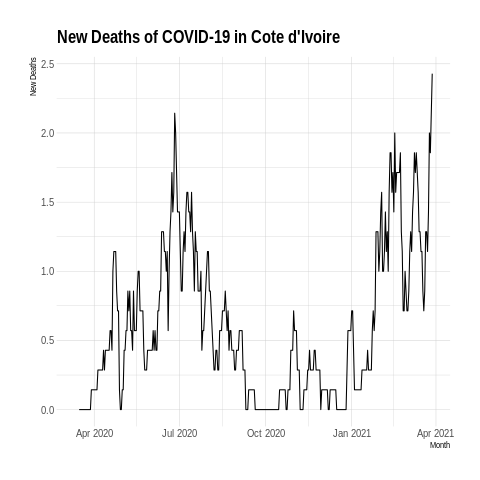 New Deaths of COVID-19 in Cote d'Ivoire
New Deaths
2.5
2.0
1.5
1.0
0.5
0.0
Apr 2020
Jul 2020
Oct 2020
Jan 2021
Apr 2021
Month